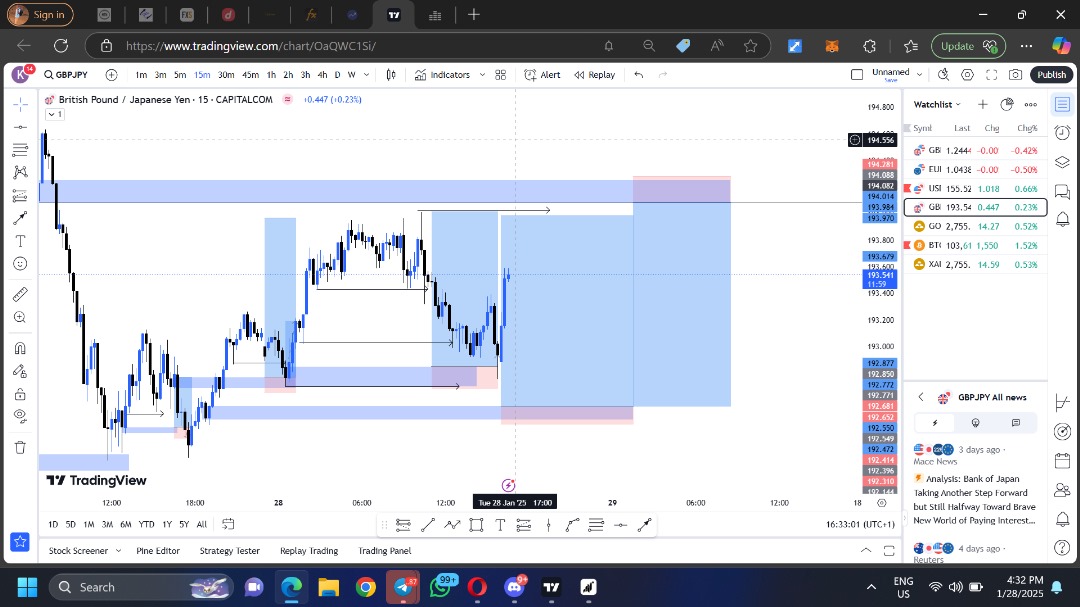 Sign in
https://www.tradingview.com/chart/OaQWC1Si/
Update
K 14 GBPJPY 1m 3m 5m 15m 30m 45m 1h 2h 3h 4h D W Indicators Alert Replay Unnamed Save Publish
British Pound / Japanese Yen · 15 · CAPITALCOM +0.447 (+0.23%)
1
194.800
194.556
194.281
194.088
194.082
194.014
193.984
193.970
193.800
193.679
193.541
11:59
193.400
193.200
193.000
192.877
192.850
192.772
192.771
192.681
192.652
192.550
192.549
192.472
192.414
192.396
192.310
192.144
TradingView
12:00 18:00 28 06:00 12:00 Tue 28 Jan '25 17:00 29 06:00 12:00 18
1D 5D 1M 3M 6M YTD 1Y 5Y All 16:33:01 (UTC+1)
Stock Screener Pine Editor Strategy Tester Replay Trading Trading Panel
Watchlist
Symb Last Chg Chg%
GB 1.2444 -0.00 -0.42%
EUI 1.0438 -0.00 -0.50%
USI 155.52 1.018 0.66%
GB 193.54 0.447 0.23%
GO 2,755. 14.27 0.52%
BT 103,61 1,550 1.52%
XAI 2,755. 14.59 0.53%
GBPJPY All news
3 days ago ·
Mace News
Analysis: Bank of Japan
Taking Another Step Forward
but Still Halfway Toward Brave
New World of Paying Interest...
4 days ago ·
Reuters
Search
87
99+
9+
ENG
US
4:32 PM
1/28/2025